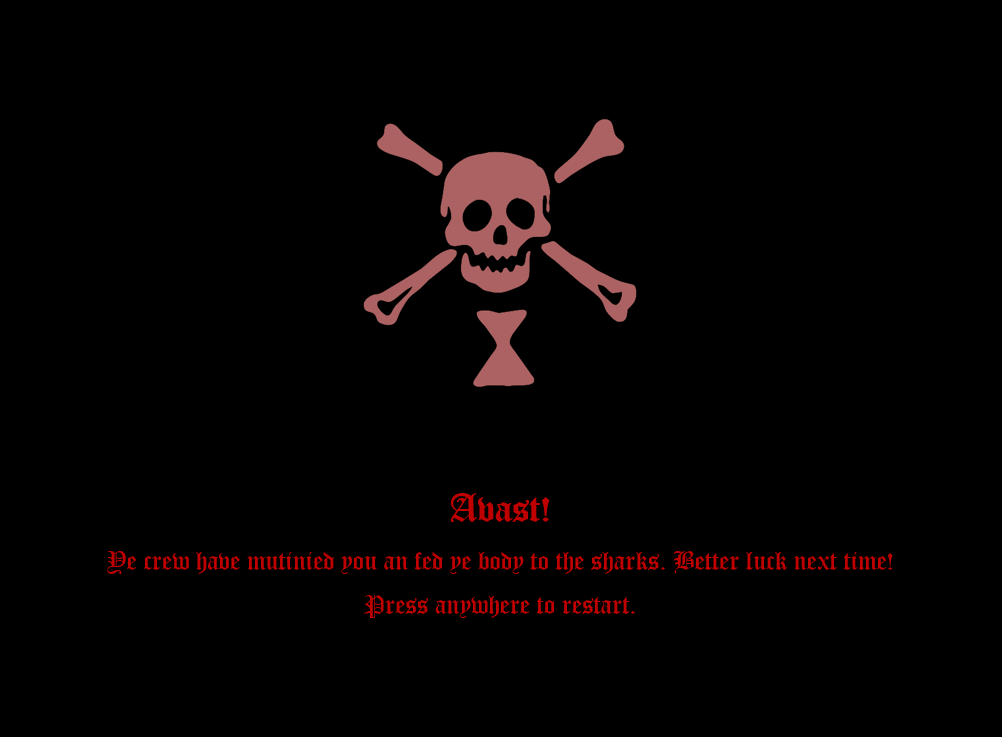 Avast!
Ye crew have mutinied you an fed ye body to the sharks. Better luck next time!
Press anywhere to restart.